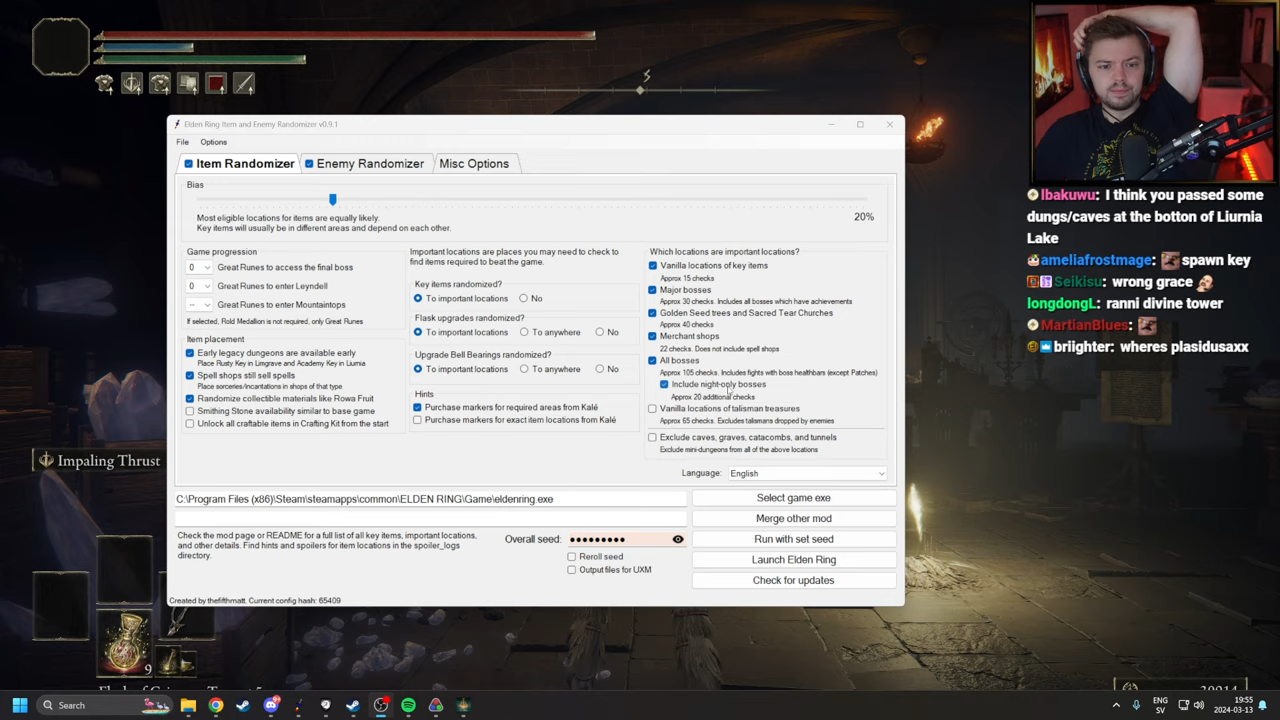 Elden Ring Item and Enemy Randomizer v0.9.1
File Options
Item Randomizer Enemy Randomizer Misc Options
Bias
20%
Most eligible locations for items are equally likely.
Key items will usually be in different areas and depend on each other.
Game progression
0 Great Runes to access the final boss
0 Great Runes to enter Leyndell
-- Great Runes to enter Mountaintops
If selected, Rold Medallion is not required, only Great Runes
Item placement
Early legacy dungeons are available early
Place Rusty Key in Limgrave and Academy Key in Liurnia
Spell shops still sell spells
Place sorceries/incantations in shops of that type
Randomize collectible materials like Rowa Fruit
Smithing Stone availability similar to base game
Unlock all craftable items in Crafting Kit from the start
Important locations are places you may need to check to
find items required to beat the game.
Key items randomized?
To important locations No
Flask upgrades randomized?
To important locations To anywhere No
Upgrade Bell Bearings randomized?
To important locations To anywhere No
Hints
Purchase markers for required areas from Kalé
Purchase markers for exact item locations from Kalé
Which locations are important locations?
Vanilla locations of key items
Approx 15 checks
Major bosses
Approx 30 checks. Includes all bosses which have achievements
Golden Seed trees and Sacred Tear Churches
Approx 40 checks
Merchant shops
22 checks. Does not include spell shops
All bosses
Approx 105 checks. Includes fights with boss healthbars (except Patches)
Include night-only bosses
Approx 20 additional checks
Vanilla locations of talisman treasures
Approx 65 checks. Excludes talismans dropped by enemies
Exclude caves, graves, catacombs, and tunnels
Exclude mini-dungeons from all of the above locations
Language: English
C:\Program Files (x86)\Steam\steamapps\common\ELDEN RING\Game\eldenring.exe
Select game exe
Merge other mod
Check the mod page or README for a full list of all key items, important locations,
and other details. Find hints and spoilers for item locations in the spoiler_logs
directory.
Overall seed: •••••••••
Reroll seed
Output files for UXM
Run with set seed
Launch Elden Ring
Check for updates
Created by thefifthmatt. Current config hash: 65409
Impaling Thrust
9
lbakuwu: I think you passed some
dungs/caves at the botton of Liurnia
Lake
ameliafrostmage: spawn key
Seikisu: wrong grace
longdongL: ranni divine tower
MartianBlues:
briighter: wheres plasidusaxx
Search
ENG
SV
19:55
2024-03-13